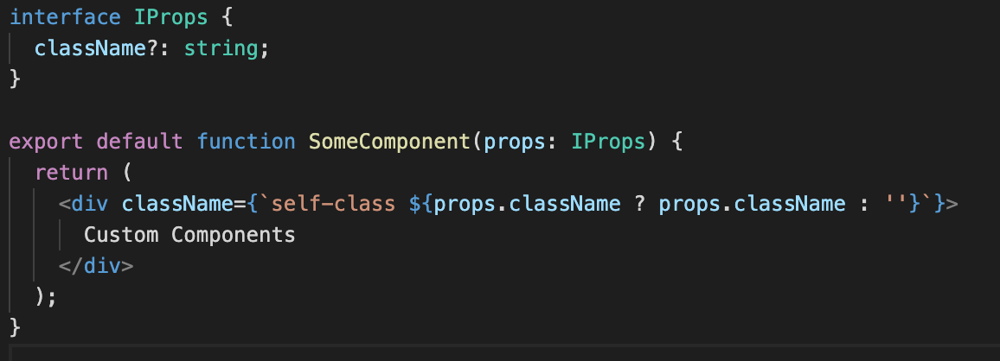 interface IProps {
  className?: string;
}

export default function SomeComponent(props: IProps) {
  return (
    <div className={`self-class ${props.className ? props.className : ''}`}>
      Custom Components
    </div>
  );
}